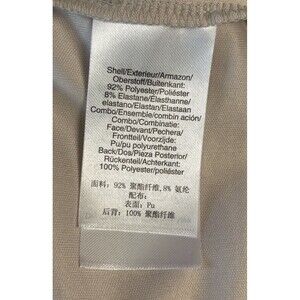 Shell/Exterieur/Armazon/
Oberstoff/Buitenkant:
92% Polyester/poliéster
8% Elastane/Élasthanne/
elastano/Elastan/Elastaan
Combo/Ensemble/combin ación/
Combo/Combinatie:
Face/Devant/Pechera/
Frontteil/Voorzijde:
Pu/pu polyurethane
Back/Dos/Pieza Posterior/
Rückenteil/Achterkant:
100% Polyester/poliéster
面料: 92% 聚酯纤维, 8% 氨纶
配布:
表面: Pu
后背: 100% 聚酯纤维